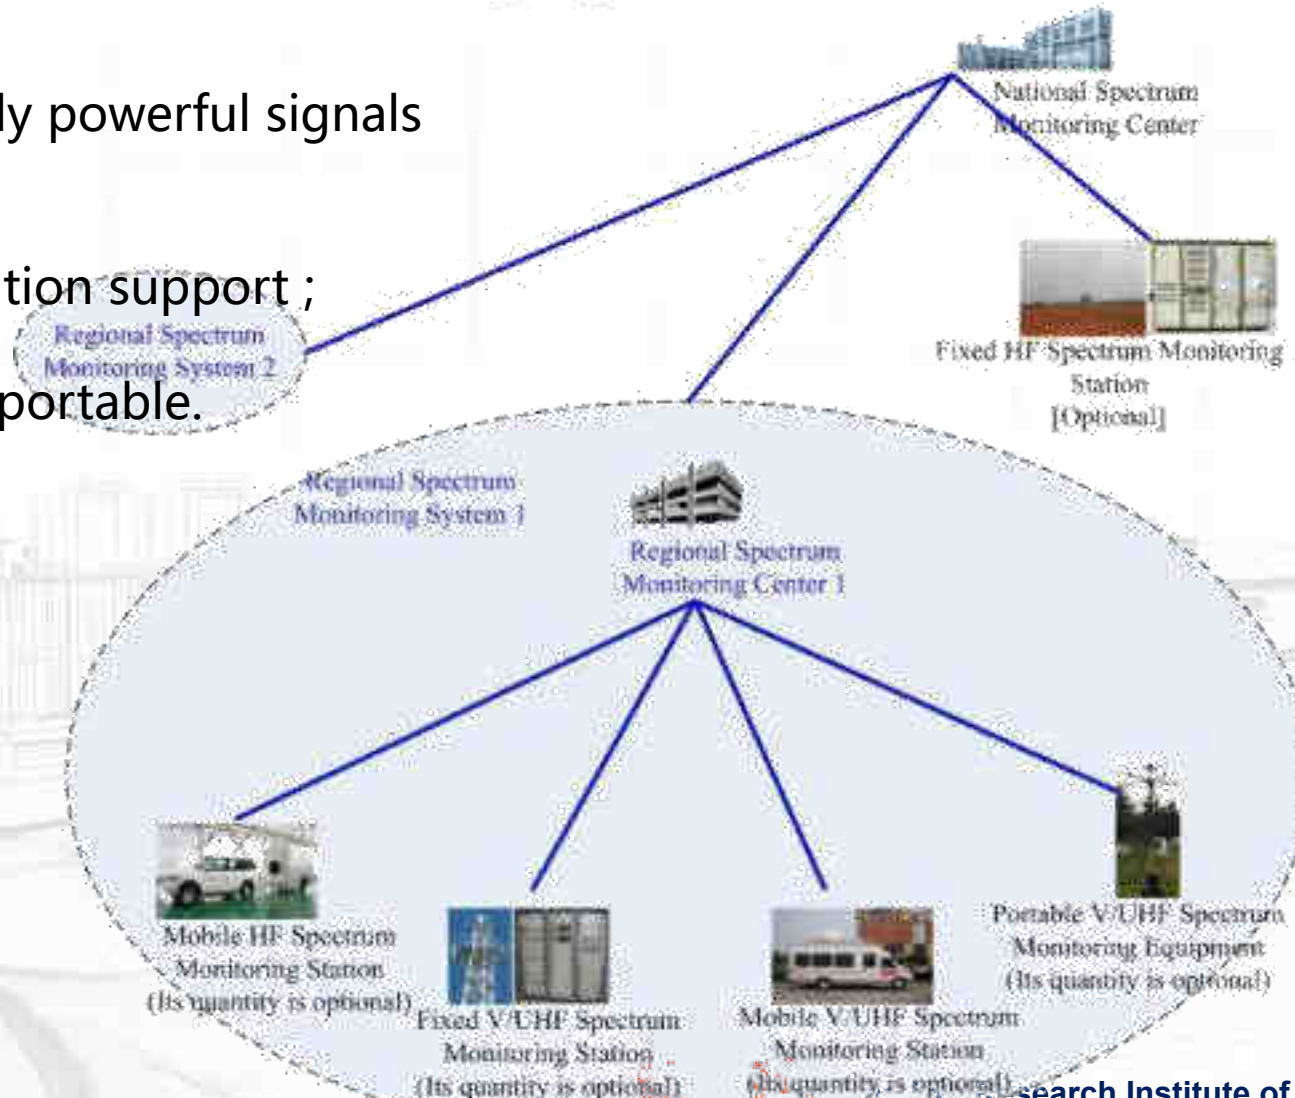 ly powerful signals
tion support ;
portable.
National Spectrum
Monitoring Center
Fixed HF Spectrum Monitoring
Station
[Optional]
Regional Spectrum
Monitoring System 2
Regional Spectrum
Monitoring System 1
Regional Spectrum
Monitoring Center 1
Mobile HF Spectrum
Monitoring Station
(Its quantity is optional)
Fixed V/UHF Spectrum
Monitoring Station
(Its quantity is optional)
Mobile V/UHF Spectrum
Monitoring Station
(Its quantity is optional)
Portable V/UHF Spectrum
Monitoring Equipment
(Its quantity is optional)
search Institute of